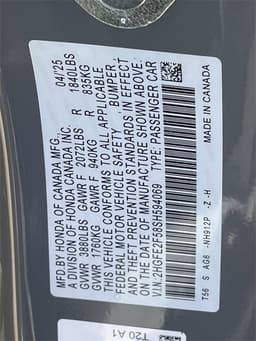 MFD. BY HONDA OF CANADA MFG. 04/25
A DIVISION OF HONDA CANADA INC.
GVWR 3880LBS GAWR F 2072LBS R 1840LBS
GVWR 1760KG GAWR F 940KG R 835KG
THIS VEHICLE CONFORMS TO ALL APPLICABLE
FEDERAL MOTOR VEHICLE SAFETY, BUMPER,
AND THEFT PREVENTION STANDARDS IN EFFECT
ON THE DATE OF MANUFACTURE SHOWN ABOVE.
V.I.N. 2HGFE2F58SH594069 TYPE: PASSENGER CAR
T56 S AG6 -NH912P -Z -H MADE IN CANADA
T20 A1